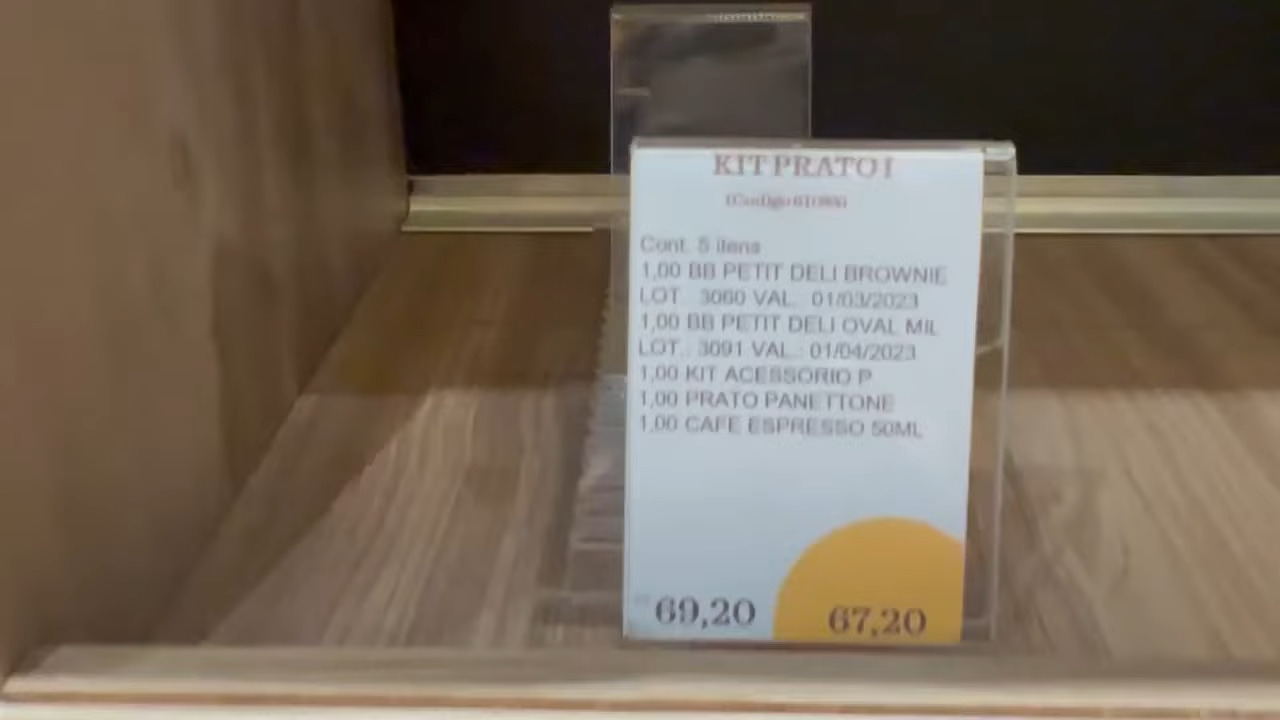 KIT PRATO I
Cont. 5 itens
1,00 BB PETIT DELI BROWNIE
LOT.: 3060 VAL.: 01/03/2023
1,00 BB PETIT DELI OVAL MIL
LOT.: 3091 VAL.: 01/04/2023
1,00 KIT ACESSORIO P
1,00 PRATO PANETTONE
1,00 CAFE ESPRESSO 50ML
69,20
67,20